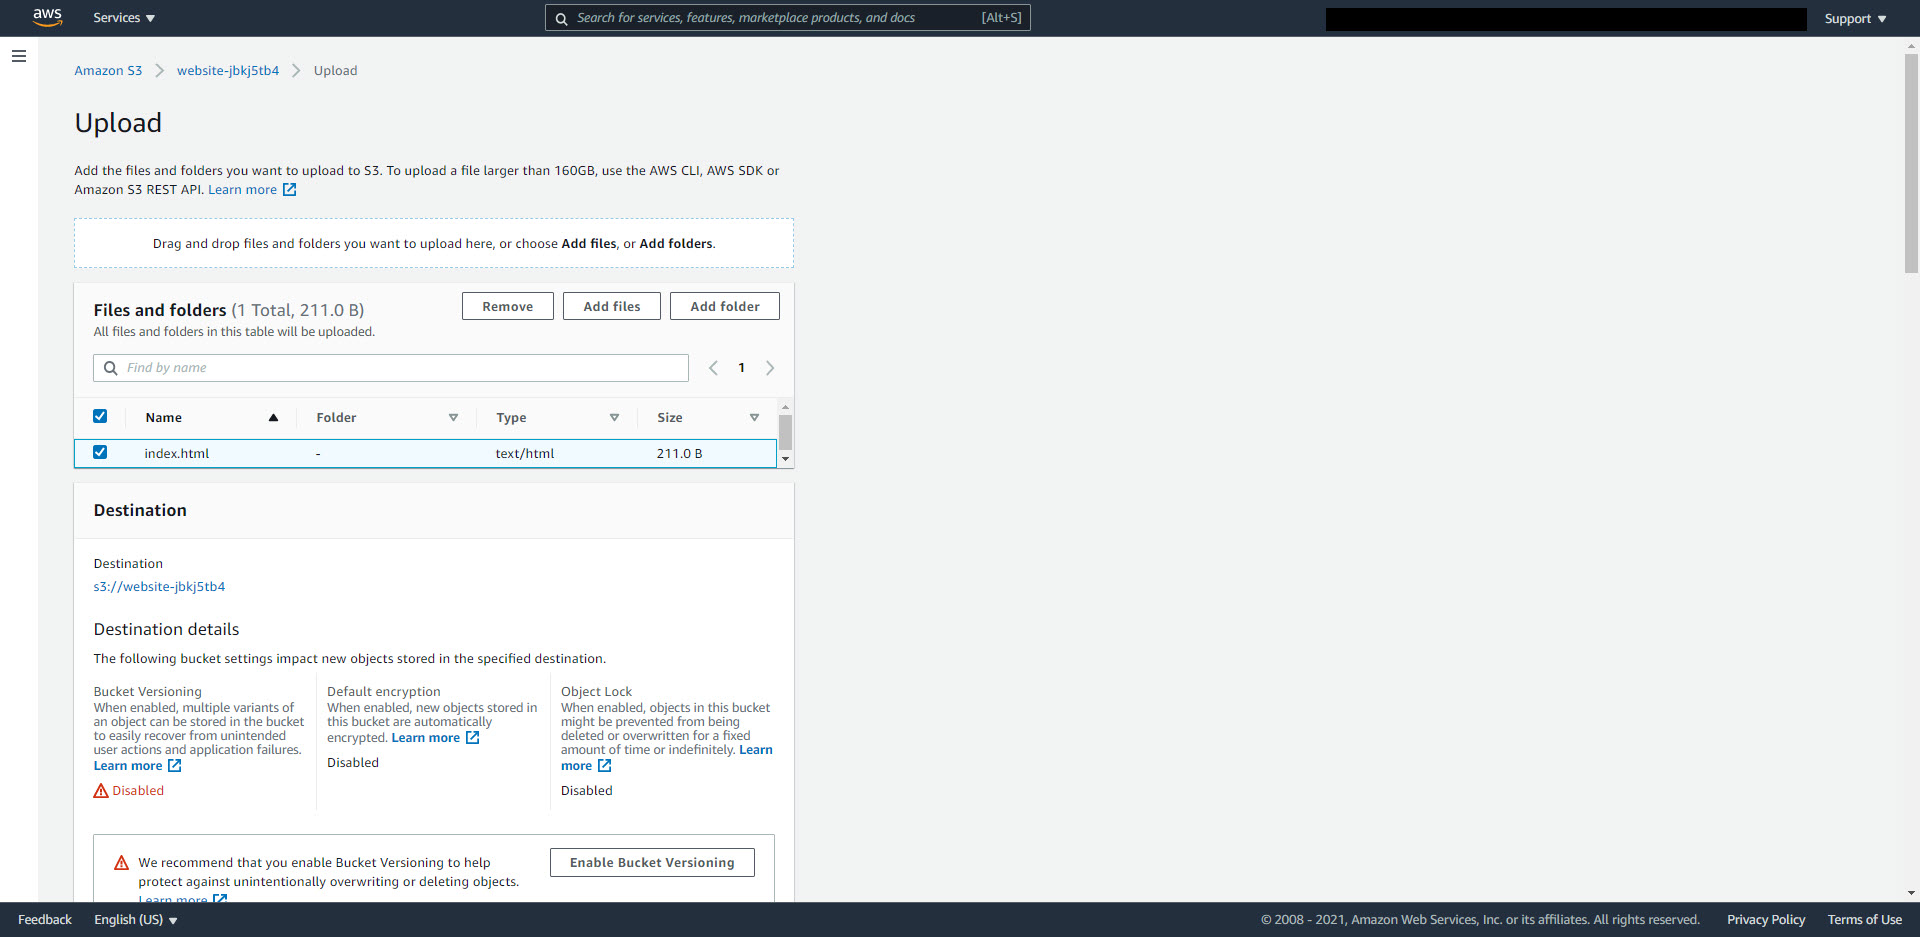 aws Services Search for services, features, marketplace products, and docs [Alt+S] Support
Amazon S3 website-jbkj5tb4 Upload
Upload
Add the files and folders you want to upload to S3. To upload a file larger than 160GB, use the AWS CLI, AWS SDK or
Amazon S3 REST API. Learn more
Drag and drop files and folders you want to upload here, or choose Add files, or Add folders.
Files and folders (1 Total, 211.0 B) Remove Add files Add folder
All files and folders in this table will be uploaded.
Find by name 1
Name Folder Type Size
index.html - text/html 211.0 B
Destination
Destination
s3://website-jbkj5tb4
Destination details
The following bucket settings impact new objects stored in the specified destination.
Bucket Versioning
When enabled, multiple variants of
an object can be stored in the bucket
to easily recover from unintended
user actions and application failures.
Learn more
Disabled
Default encryption
When enabled, new objects stored in
this bucket are automatically
encrypted. Learn more
Disabled
Object Lock
When enabled, objects in this bucket
might be prevented from being
deleted or overwritten for a fixed
amount of time or indefinitely. Learn
more
Disabled
We recommend that you enable Bucket Versioning to help
protect against unintentionally overwriting or deleting objects.
Learn more
Enable Bucket Versioning
Feedback English (US) © 2008 - 2021, Amazon Web Services, Inc. or its affiliates. All rights reserved. Privacy Policy Terms of Use